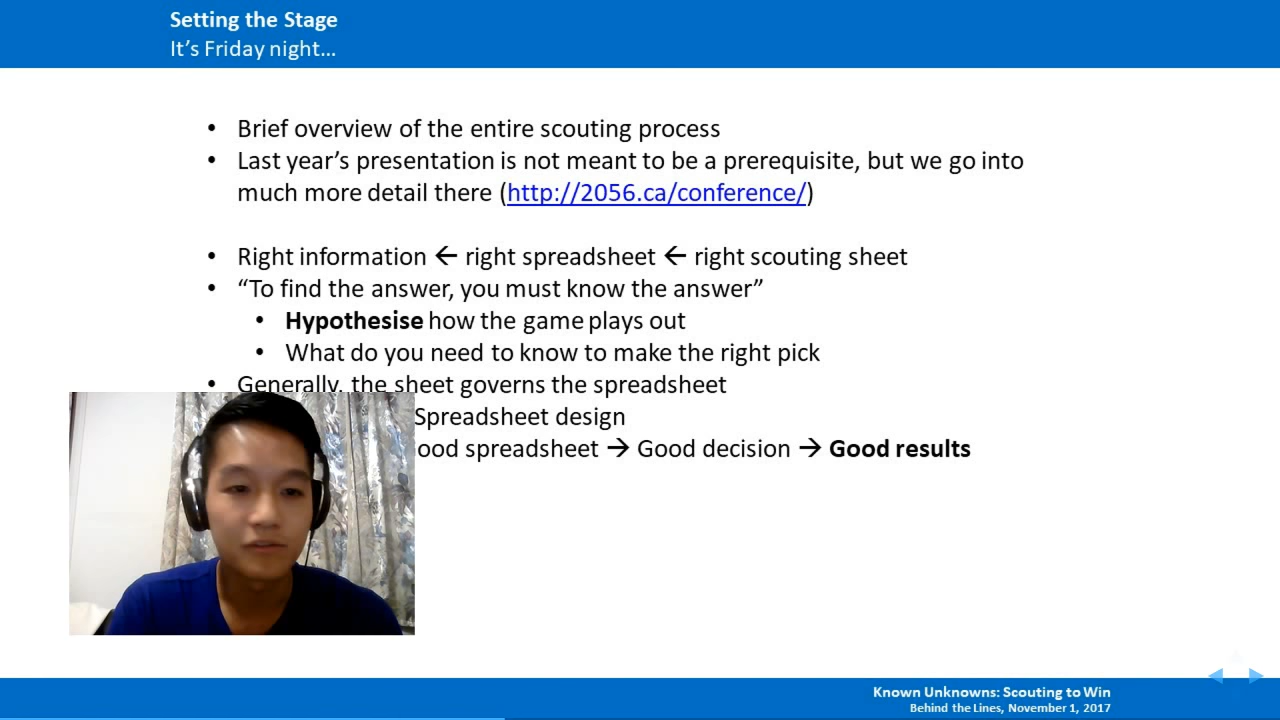 Setting the Stage
It's Friday night...
• Brief overview of the entire scouting process
• Last year's presentation is not meant to be a prerequisite, but we go into
much more detail there (http://2056.ca/conference/)
• Right information ← right spreadsheet ← right scouting sheet
• “To find the answer, you must know the answer”
• Hypothesise how the game plays out
• What do you need to know to make the right pick
• Generally, the sheet governs the spreadsheet
Spreadsheet design
spreadsheet → Good decision → Good results
Known Unknowns: Scouting to Win
Behind the Lines, November 1, 2017